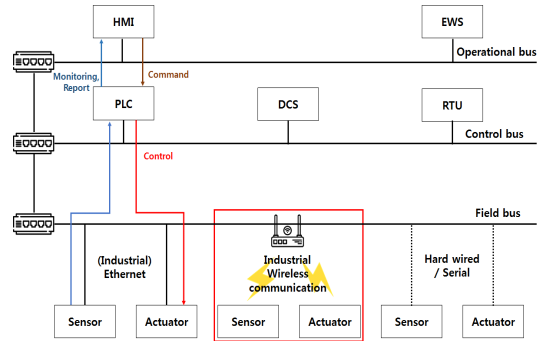 HMI
EWS
Operational bus
Monitoring,
Report
Command
PLC
DCS
RTU
Control bus
Control
Field bus
(Industrial)
Ethernet
Industrial
Wireless
communication
Hard wired
/ Serial
Sensor
Actuator
Sensor
Actuator
Sensor
Actuator